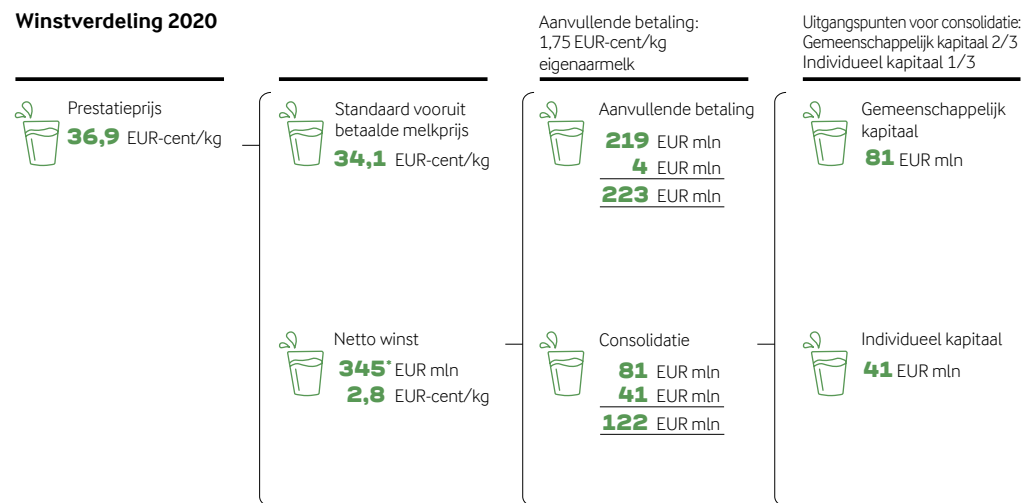 Winstverdeling 2020
Aanvullende betaling:
1,75 EUR-cent/kg
eigenaarmelk
Uitgangspunten voor consolidatie:
Gemeenschappelijk kapitaal 2/3
Individueel kapitaal 1/3
Prestatieprijs
36,9 EUR-cent/kg
Standaard vooruit
betaalde melkprijs
34,1 EUR-cent/kg
Aanvullende betaling
219 EUR mln
4 EUR mln
223 EUR mln
Gemeenschappelijk
kapitaal
81 EUR mln
Netto winst
345* EUR mln
2,8 EUR-cent/kg
Consolidatie
81 EUR mln
41 EUR mln
122 EUR mln
Individueel kapitaal
41 EUR mln